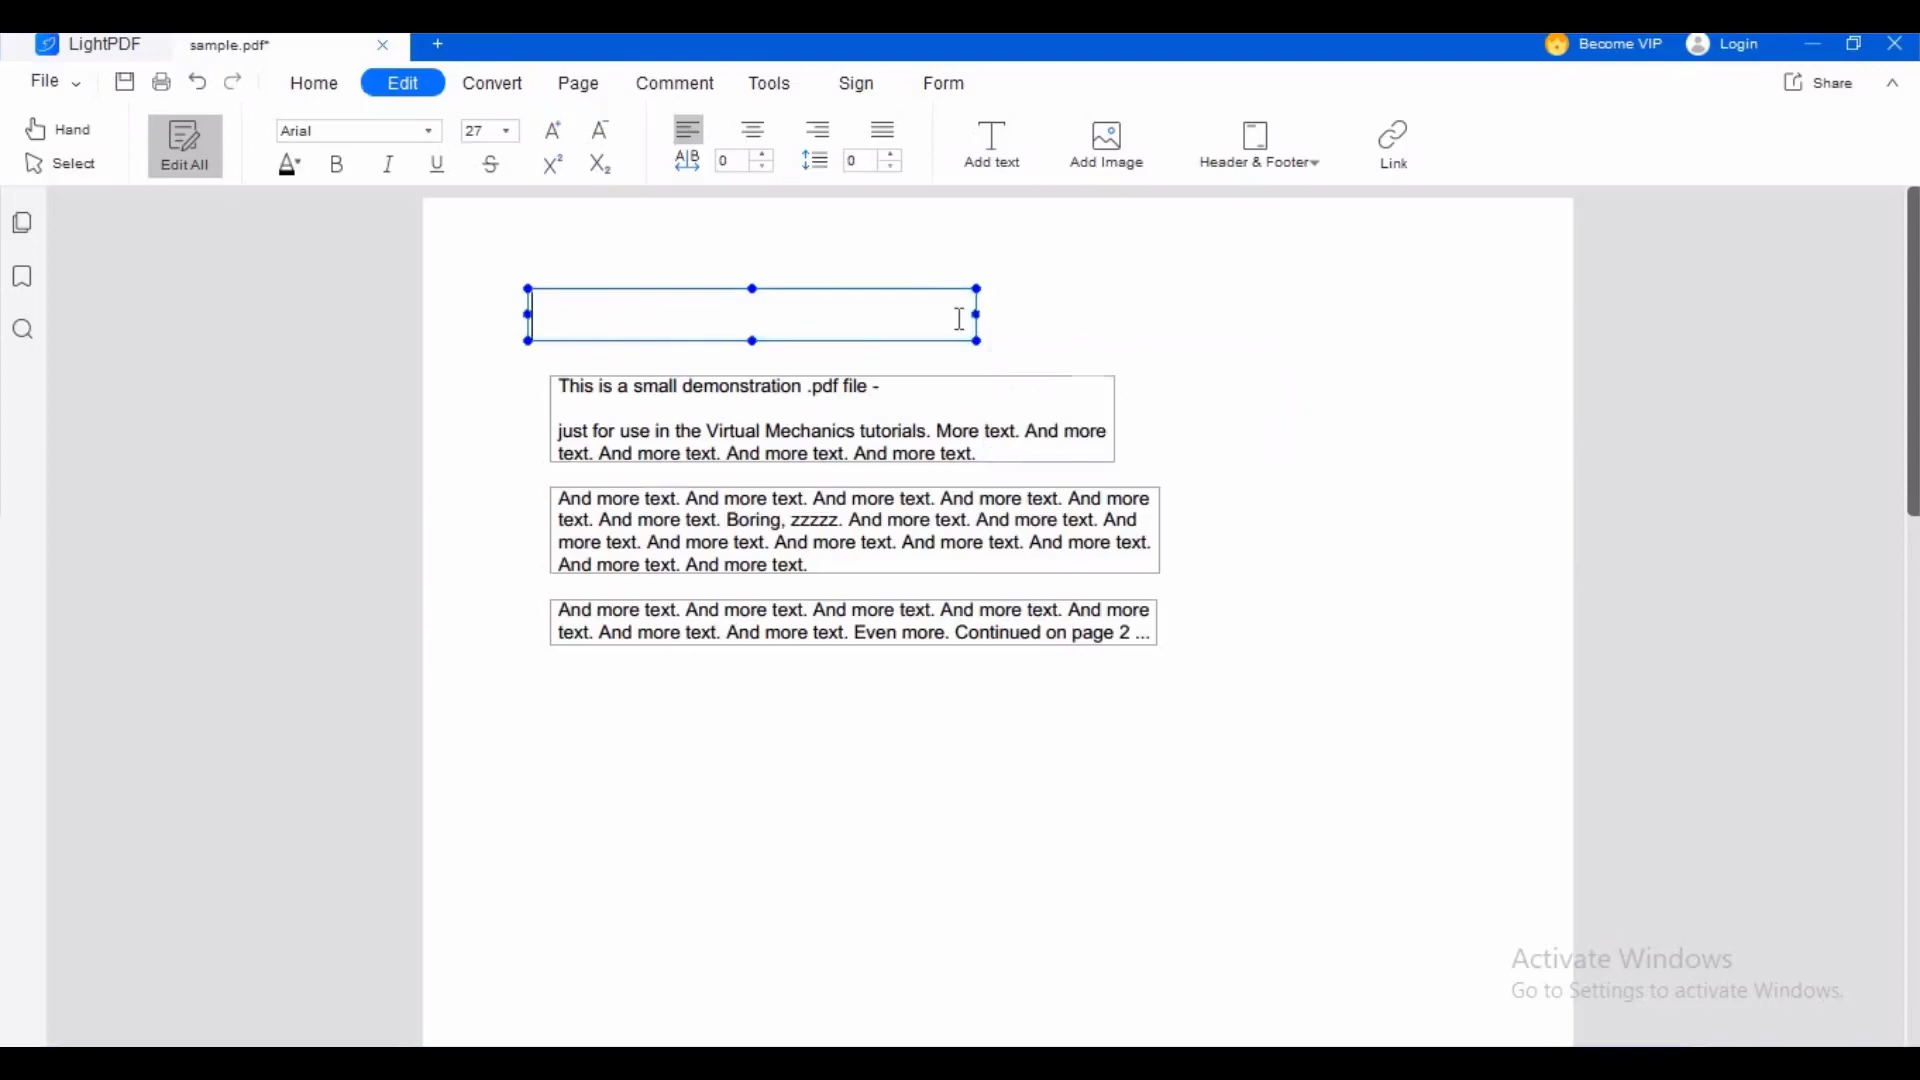 LightPDF
sample.pdf*
Become VIP
Login
File
Home
Edit
Convert
Page
Comment
Tools
Sign
Form
Share
Hand
Select
Edit All
Arial
27
0
0
Add text
Add Image
Header & Footer
Link
This is a small demonstration .pdf file -
just for use in the Virtual Mechanics tutorials. More text. And more
text. And more text. And more text. And more text.
And more text. And more text. And more text. And more text. And more
text. And more text. Boring, zzzzz. And more text. And more text. And
more text. And more text. And more text. And more text. And more text.
And more text. And more text.
And more text. And more text. And more text. And more text. And more
text. And more text. And more text. Even more. Continued on page 2 ...
Activate Windows
Go to Settings to activate Windows.